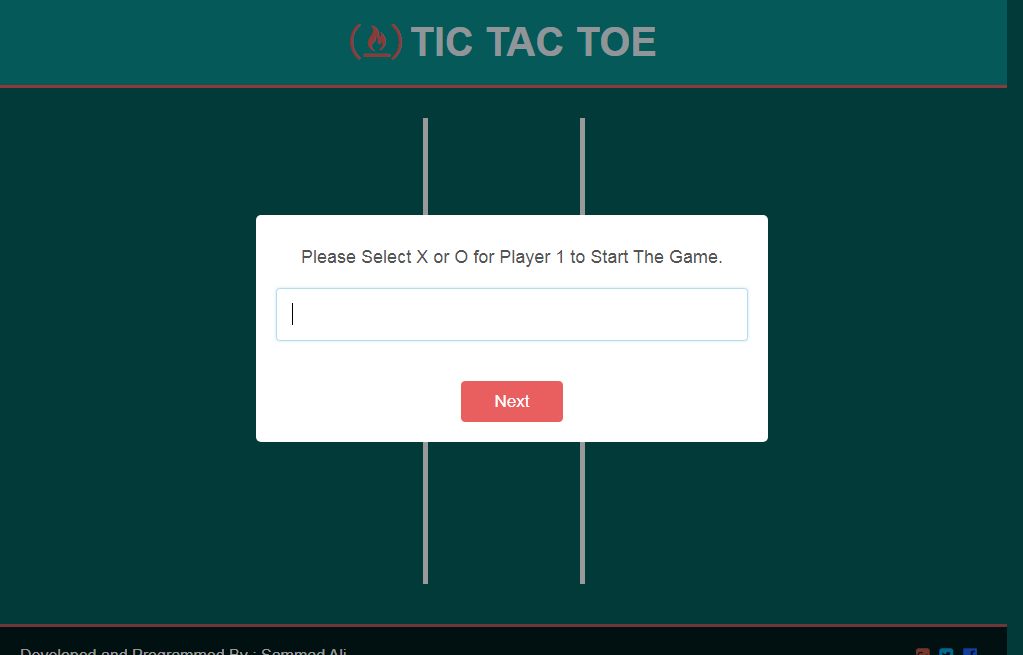 TIC TAC TOE
Please Select X or O for Player 1 to Start The Game.
Next
Developed and Programmed By : Sammad Ali